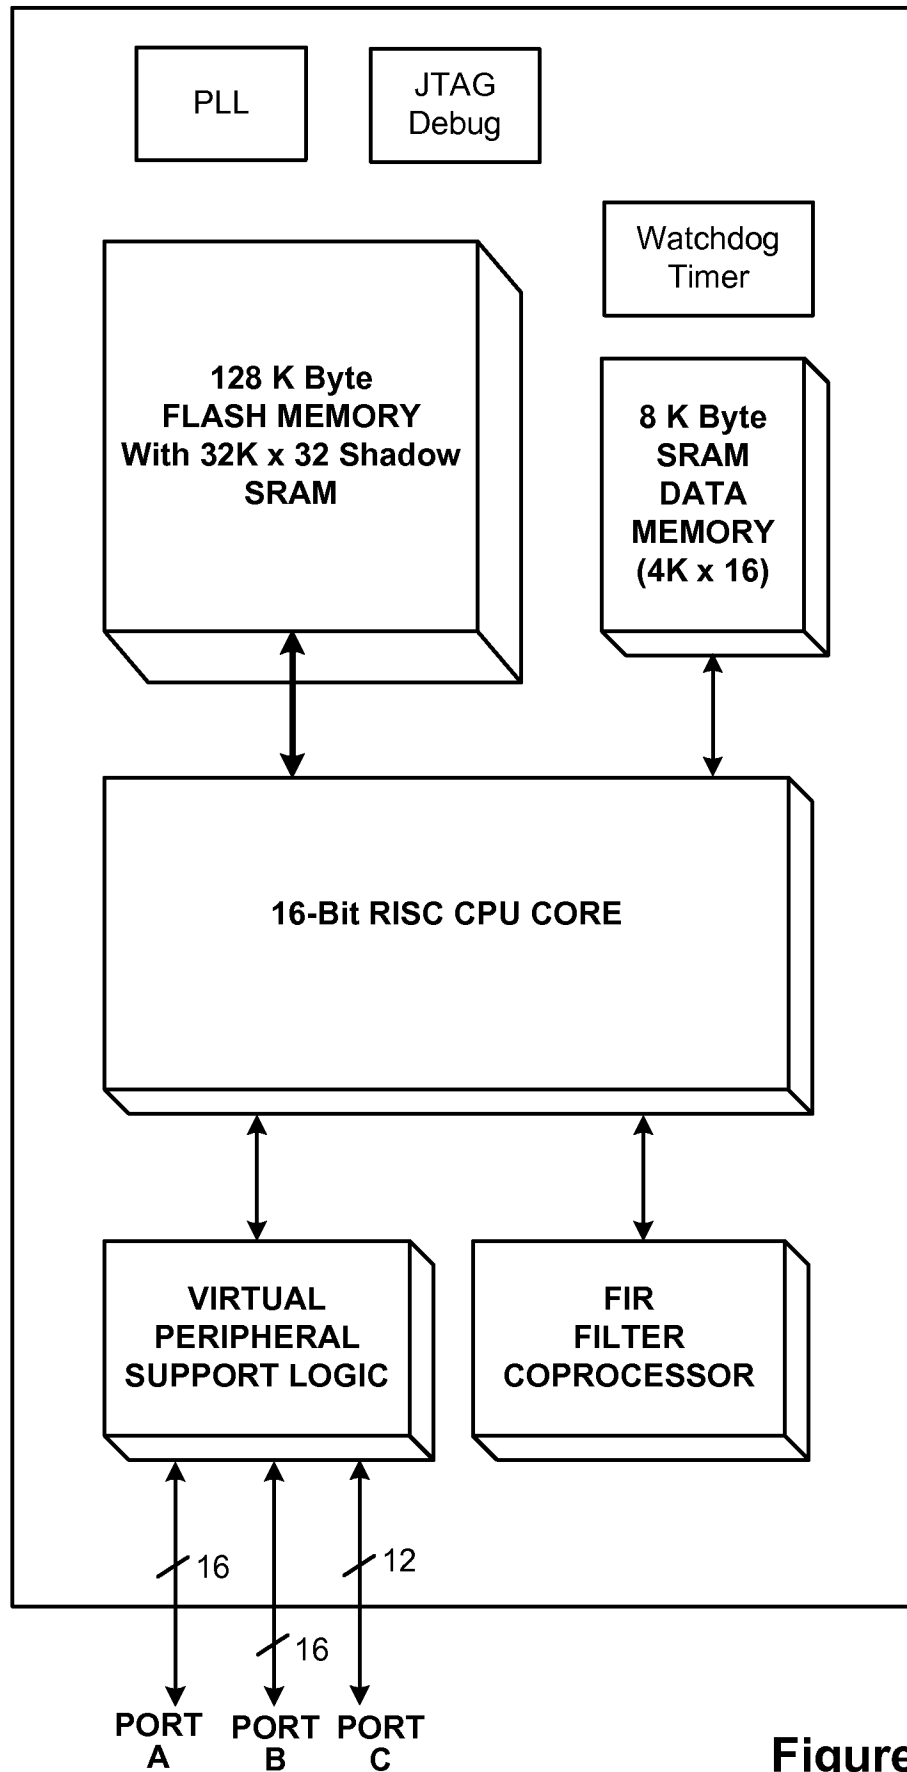 PLL
JTAG
Debug
Watchdog
Timer
128 K Byte
FLASH MEMORY
With 32K x 32 Shadow
SRAM
8 K Byte
SRAM
DATA
MEMORY
(4K x 16)
16-Bit RISC CPU CORE
VIRTUAL
PERIPHERAL
SUPPORT LOGIC
FIR
FILTER
COPROCESSOR
16
12
16
PORT
A
PORT
B
PORT
C
Figure